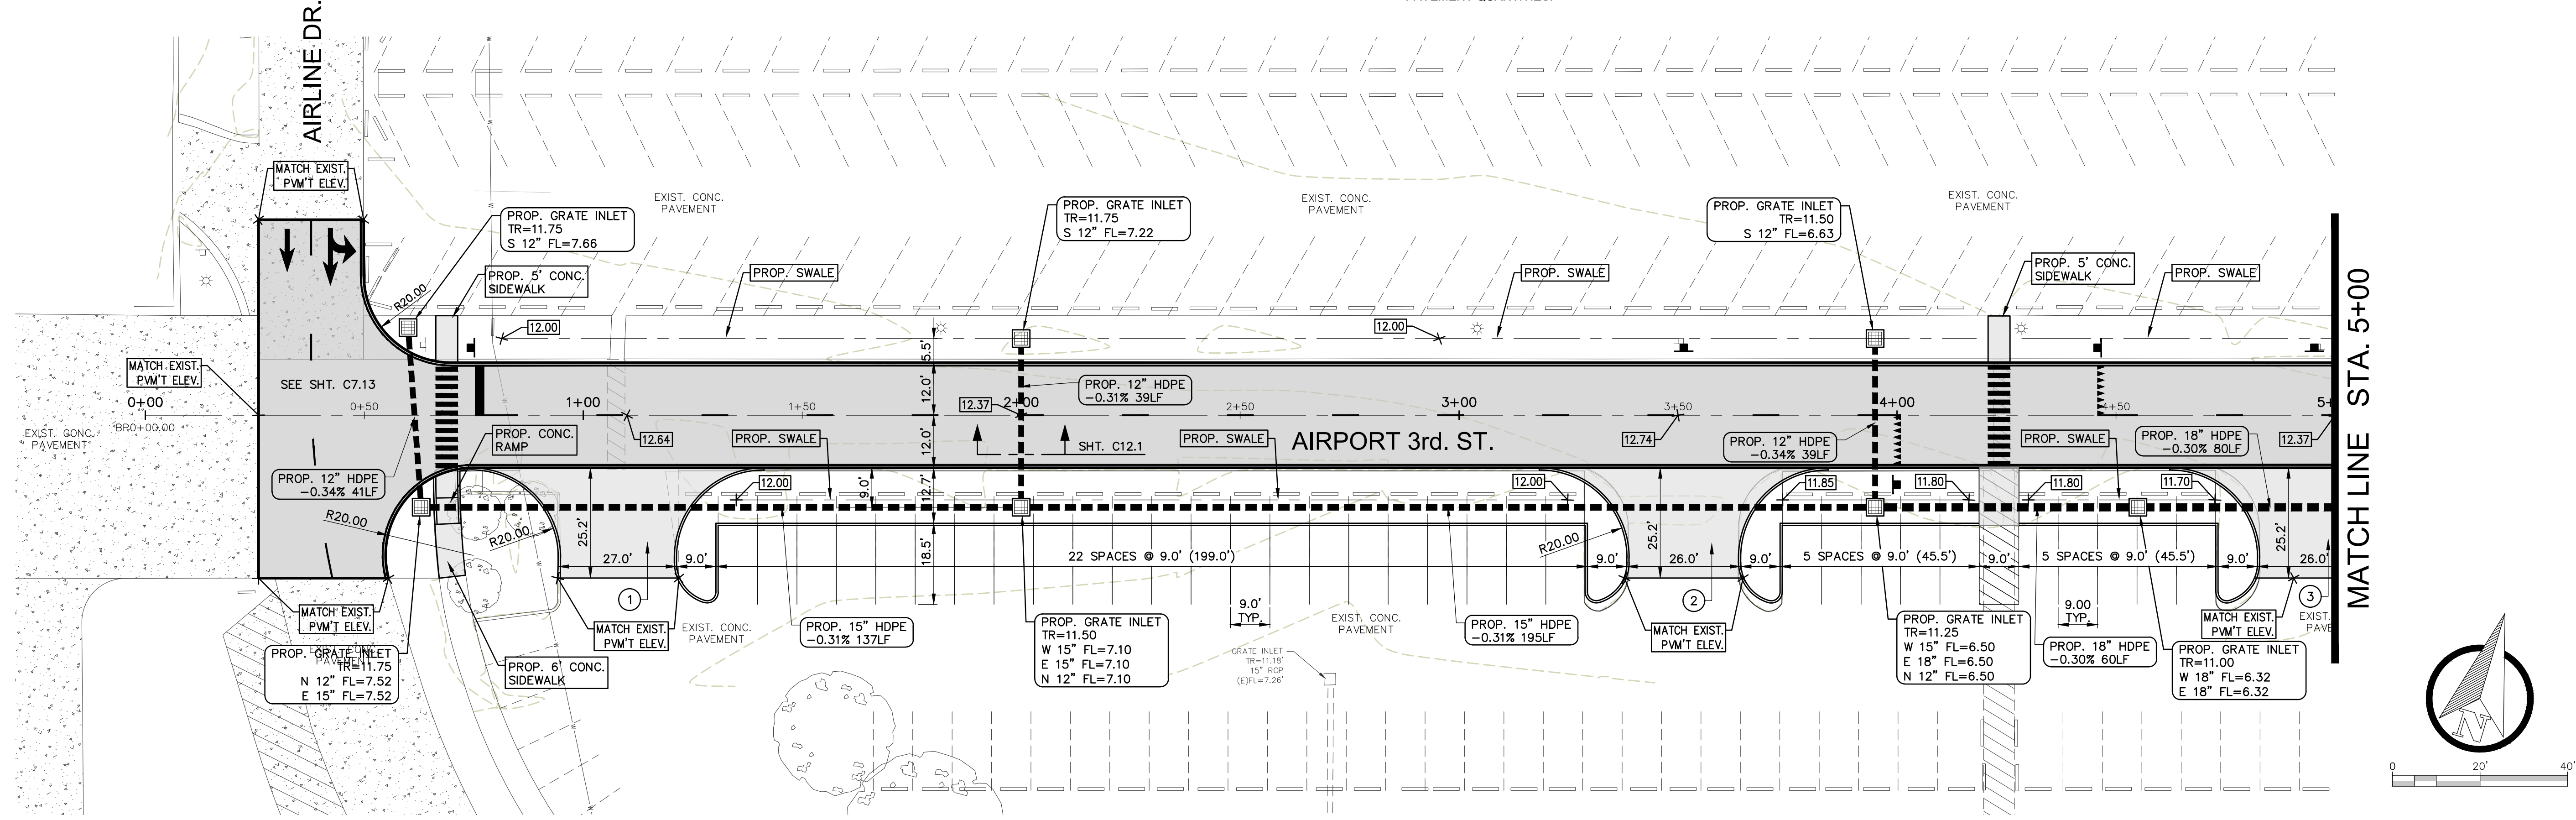 AIRLINE DR.
MATCH EXIST.
PVM'T ELEV.
EXIST. CONC.
PAVEMENT
PROP. GRATE INLET
TR=11.75
S 12" FL=7.66
PROP. GRATE INLET
TR=11.75
S 12" FL=7.22
EXIST. CONC.
PAVEMENT
PROP. GRATE INLET
TR=11.50
S 12" FL=6.63
EXIST. CONC.
PAVEMENT
PROP. 5' CONC.
SIDEWALK
PROP. SWALE
PROP. SWALE
PROP. 5' CONC.
SIDEWALK
PROP. SWALE
R20.00
12.00
12.00
5.5'
MATCH EXIST.
PVM'T ELEV.
SEE SHT. C7.13
12.0'
PROP. 12" HDPE
-0.31% 39LF
0+00
0+50
1+00
1+50
12.37
2+00
2+50
3+00
3+50
4+00
4+50
5+
BP.0+00.00
EXIST. CONC.
PAVEMENT
PROP. CONC.
RAMP
12.64
PROP. SWALE
12.0'
SHT. C12.1
PROP. SWALE
AIRPORT 3rd. ST.
12.74
PROP. 12" HDPE
-0.34% 39LF
PROP. SWALE
PROP. 18" HDPE
-0.30% 80LF
12.37
MATCH LINE STA. 5+00
PROP. 12" HDPE
-0.34% 41LF
12.00
9.0'
12.7'
12.00
11.85
11.80
11.80
11.70
R20.00
R20.00
25.2'
R20.00
25.2'
25.2'
27.0'
9.0'
18.5'
22 SPACES @ 9.0' (199.0')
9.0'
26.0'
9.0'
5 SPACES @ 9.0' (45.5')
9.0'
5 SPACES @ 9.0' (45.5')
9.0'
26.0'
1
2
3
MATCH EXIST.
PVM'T ELEV.
MATCH EXIST.
PVM'T ELEV.
EXIST. CONC.
PAVEMENT
PROP. 15" HDPE
-0.31% 137LF
PROP. GRATE INLET
TR=11.50
W 15" FL=7.10
E 15" FL=7.10
N 12" FL=7.10
9.0'
TYP.
EXIST. CONC.
PAVEMENT
PROP. 15" HDPE
-0.31% 195LF
MATCH EXIST.
PVM'T ELEV.
PROP. GRATE INLET
TR=11.25
W 15" FL=6.50
E 18" FL=6.50
N 12" FL=6.50
9.00
TYP.
PROP. 18" HDPE
-0.30% 60LF
MATCH EXIST.
PVM'T ELEV.
EXIST.
PAVE
PROP. GRATE INLET
TR=11.00
W 18" FL=6.32
E 18" FL=6.32
PROP. GRATE INLET
TR=11.75
N 12" FL=7.52
E 15" FL=7.52
PROP. 6' CONC.
SIDEWALK
GRATE INLET
TR=11.18'
15" RCP
(E)FL=7.26'
N
0
20'
40'